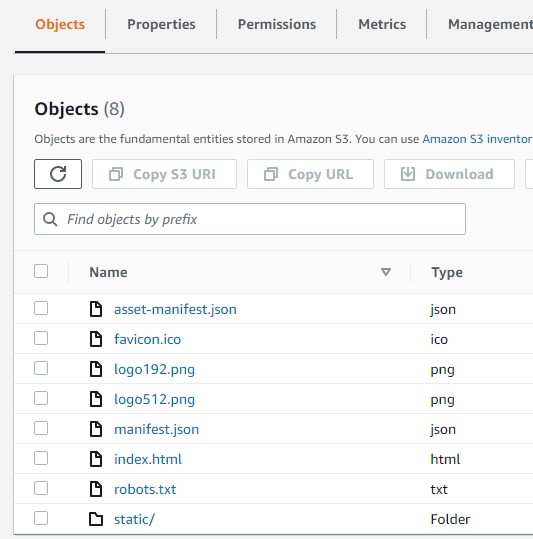 Objects Properties Permissions Metrics Management
Objects (8)
Objects are the fundamental entities stored in Amazon S3. You can use Amazon S3 inventor
Copy S3 URI Copy URL Download
Find objects by prefix
Name Type
asset-manifest.json json
favicon.ico ico
logo192.png png
logo512.png png
manifest.json json
index.html html
robots.txt txt
static/ Folder